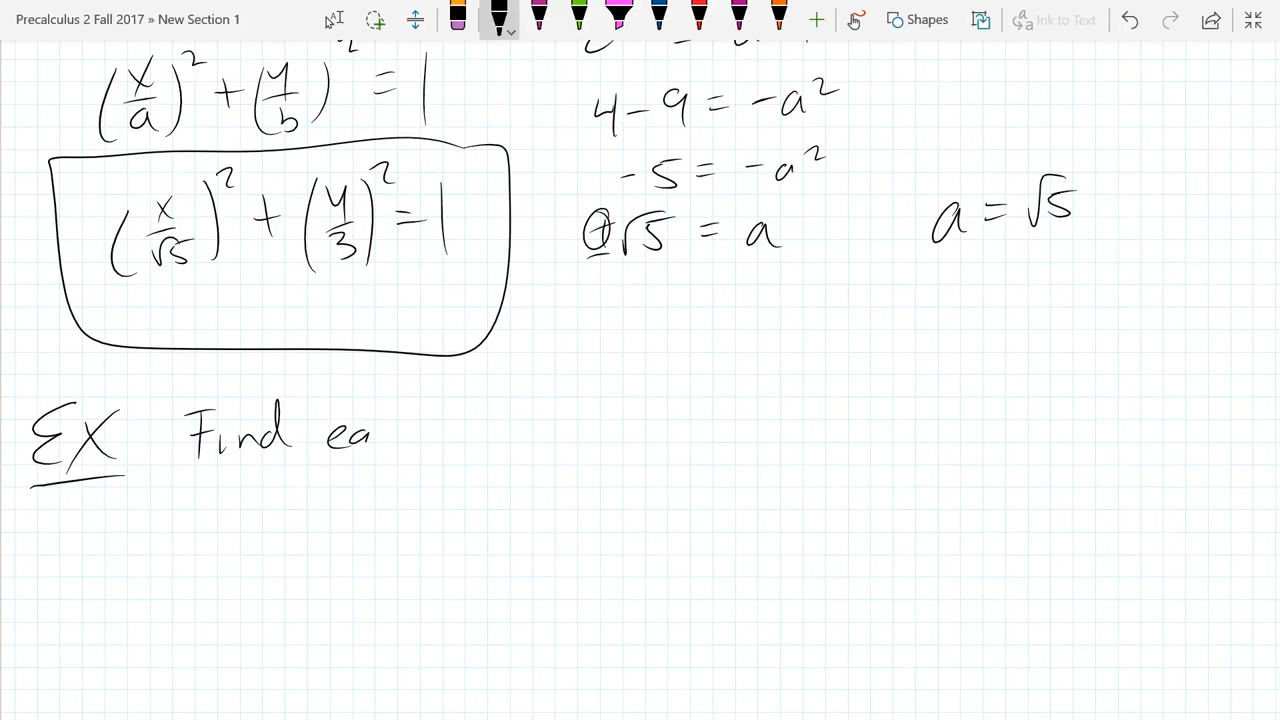 Precalculus 2 Fall 2017 » New Section 1
Shapes
Ink to Text
(x/a)² + (y/b)² = 1
4 - 9 = -a²
-5 = -a²
(x/√5)² + (y/3)² = 1
±√5 = a
a = √5
EX Find ea